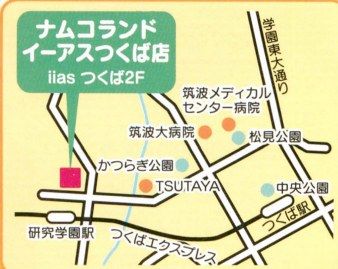 ナムコランド
イーアスつくば店
iias つくば2F
学園東大通り
筑波メディカル
センター病院
筑波大病院
松見公園
かつらぎ公園
TSUTAYA
中央公園
つくば駅
研究学園駅
つくばエクスプレス